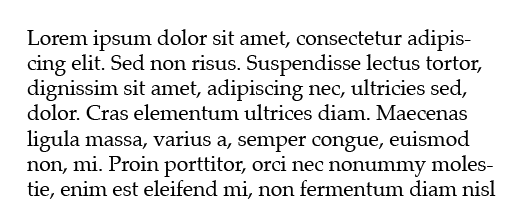 Lorem ipsum dolor sit amet, consectetur adipis-
cing elit. Sed non risus. Suspendisse lectus tortor,
dignissim sit amet, adipiscing nec, ultricies sed,
dolor. Cras elementum ultrices diam. Maecenas
ligula massa, varius a, semper congue, euismod
non, mi. Proin porttitor, orci nec nonummy moles-
tie, enim est eleifend mi, non fermentum diam nisl